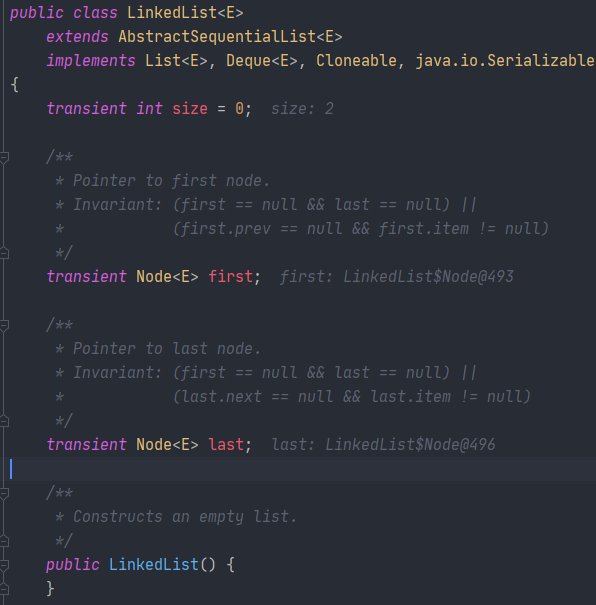 public class LinkedList<E>
    extends AbstractSequentialList<E>
    implements List<E>, Deque<E>, Cloneable, java.io.Serializable
{
    transient int size = 0;  size: 2

    /**
     * Pointer to first node.
     * Invariant: (first == null && last == null) ||
     *            (first.prev == null && first.item != null)
     */
    transient Node<E> first;  first: LinkedList$Node@493

    /**
     * Pointer to last node.
     * Invariant: (first == null && last == null) ||
     *            (last.next == null && last.item != null)
     */
    transient Node<E> last;  last: LinkedList$Node@496

    /**
     * Constructs an empty list.
     */
    public LinkedList() {
    }